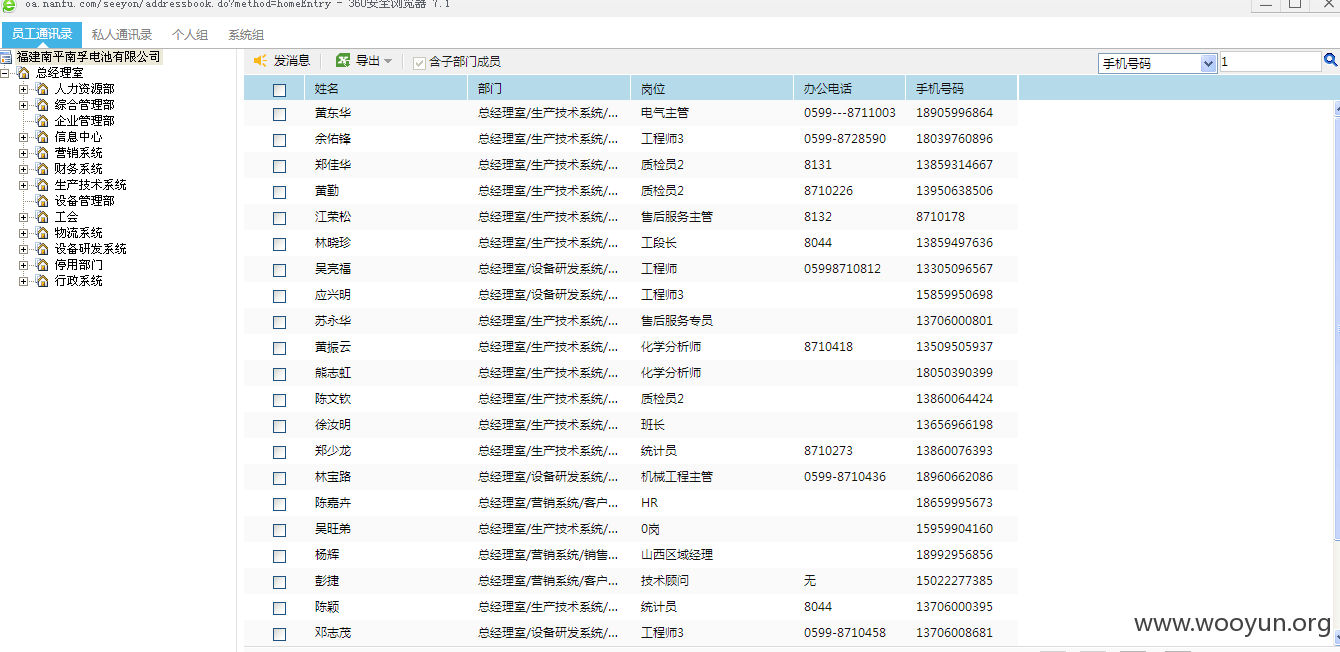 oa.nanfu.com/seeyon/addressbook.do?method=homeEntry - 360安全浏览器 7.1
员工通讯录 私人通讯录 个人组 系统组
福建南平南孚电池有限公司
总经理室
人力资源部
综合管理部
企业管理部
信息中心
营销系统
财务系统
生产技术系统
设备管理部
工会
物流系统
设备研发系统
停用部门
行政系统
发消息 导出 含子部门成员 手机号码 1
姓名 部门 岗位 办公电话 手机号码
黄东华 总经理室/生产技术系统/... 电气主管 0599---8711003 18905996864
余佑锋 总经理室/生产技术系统/... 工程师3 0599-8728590 18039760896
郑佳华 总经理室/生产技术系统/... 质检员2 8131 13859314667
黄勤 总经理室/生产技术系统/... 质检员2 8710226 13950638506
江荣松 总经理室/生产技术系统/... 售后服务主管 8132 8710178
林晓珍 总经理室/生产技术系统/... 工段长 8044 13859497636
吴亮福 总经理室/设备研发系统/... 工程师 05998710812 13305096567
应兴明 总经理室/设备研发系统/... 工程师3 15859950698
苏永华 总经理室/生产技术系统/... 售后服务专员 13706000801
黄振云 总经理室/生产技术系统/... 化学分析师 8710418 13509505937
熊志虹 总经理室/生产技术系统/... 化学分析师 18050390399
陈文钦 总经理室/生产技术系统/... 质检员2 13860064424
徐汝明 总经理室/生产技术系统/... 班长 13656966198
郑少龙 总经理室/生产技术系统/... 统计员 8710273 13860076393
林宝路 总经理室/设备研发系统/... 机械工程主管 0599-8710436 18960662086
陈嘉卉 总经理室/营销系统/客户... HR 18659995673
吴旺弟 总经理室/生产技术系统/... 0岗 15959904160
杨辉 总经理室/营销系统/销售... 山西区域经理 18992956856
彭捷 总经理室/营销系统/客户... 技术顾问 无 15022277385
陈颖 总经理室/生产技术系统/... 统计员 8044 13706000395
邓志茂 总经理室/设备研发系统/... 工程师3 0599-8710458 13706008681
www.wooyun.org